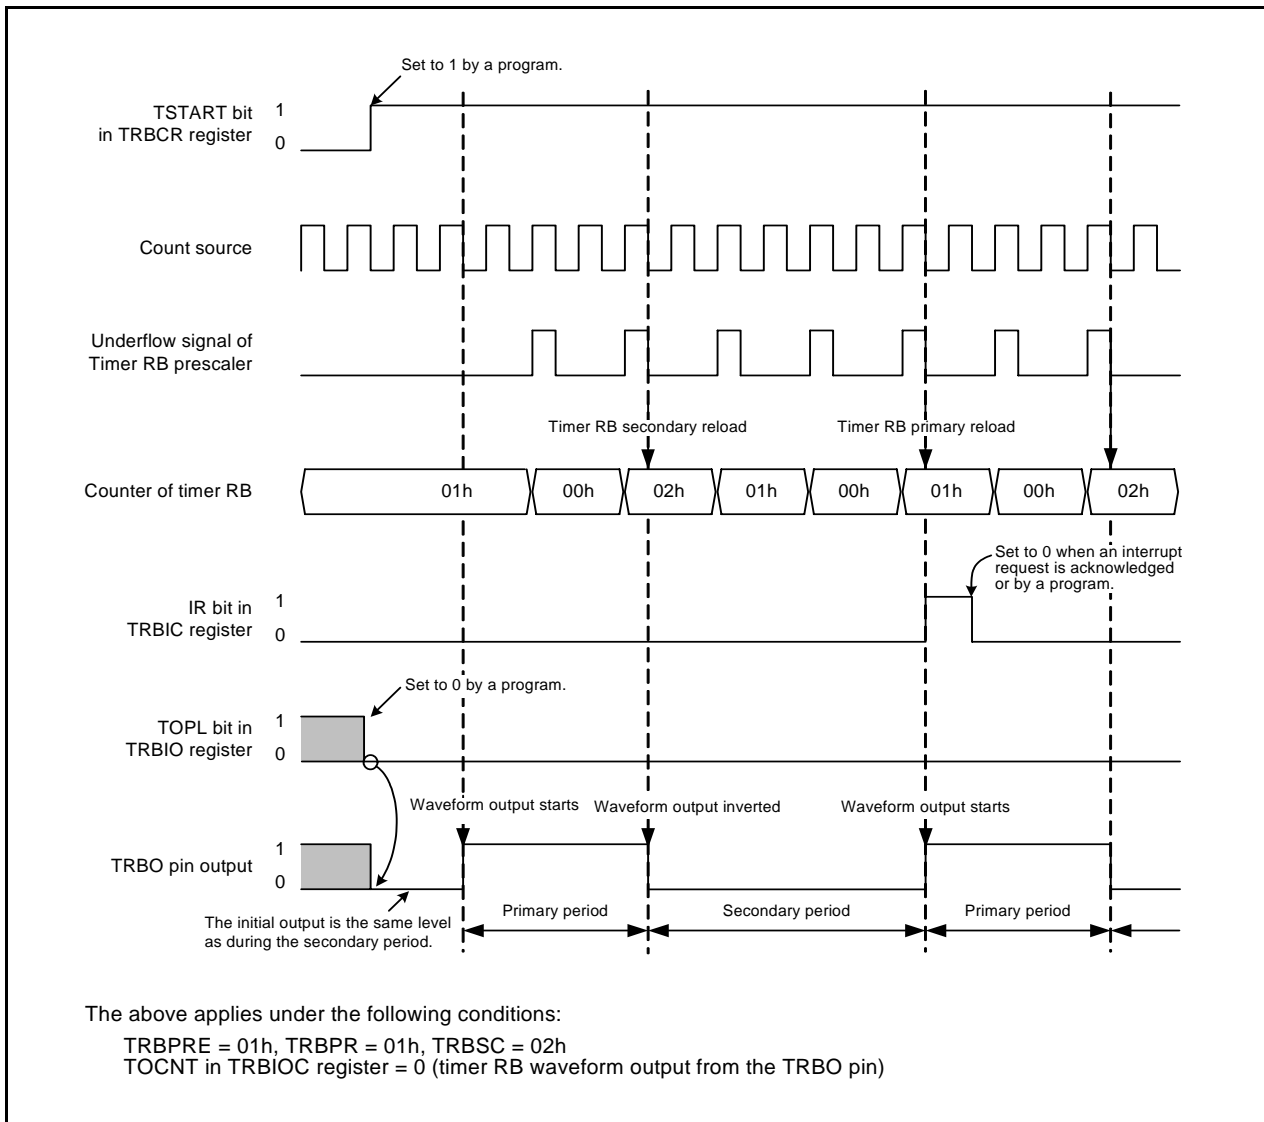 Set to 1 by a program.
TSTART bit
in TRBCR register
1
0
Count source
Underflow signal of
Timer RB prescaler
Timer RB secondary reload
Timer RB primary reload
Counter of timer RB
01h
00h
02h
01h
00h
01h
00h
02h
Set to 0 when an interrupt
request is acknowledged
or by a program.
IR bit in
TRBIC register
1
0
Set to 0 by a program.
TOPL bit in
TRBIO register
1
0
Waveform output starts
Waveform output inverted
Waveform output starts
TRBO pin output
1
0
The initial output is the same level
as during the secondary period.
Primary period
Secondary period
Primary period
The above applies under the following conditions:
TRBPRE = 01h, TRBPR = 01h, TRBSC = 02h
TOCNT in TRBIOC register = 0 (timer RB waveform output from the TRBO pin)